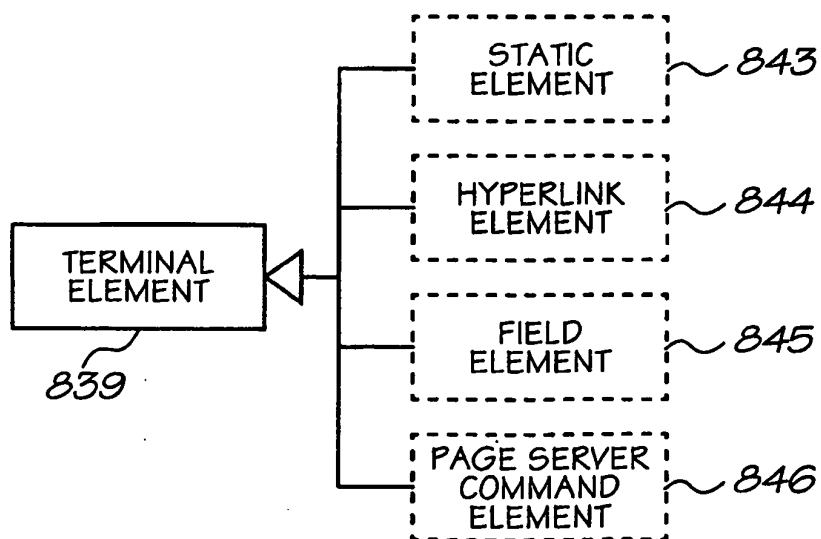 STATIC
ELEMENT
843
HYPERLINK
ELEMENT
844
TERMINAL
ELEMENT
839
FIELD
ELEMENT
845
PAGE SERVER
COMMAND
ELEMENT
846